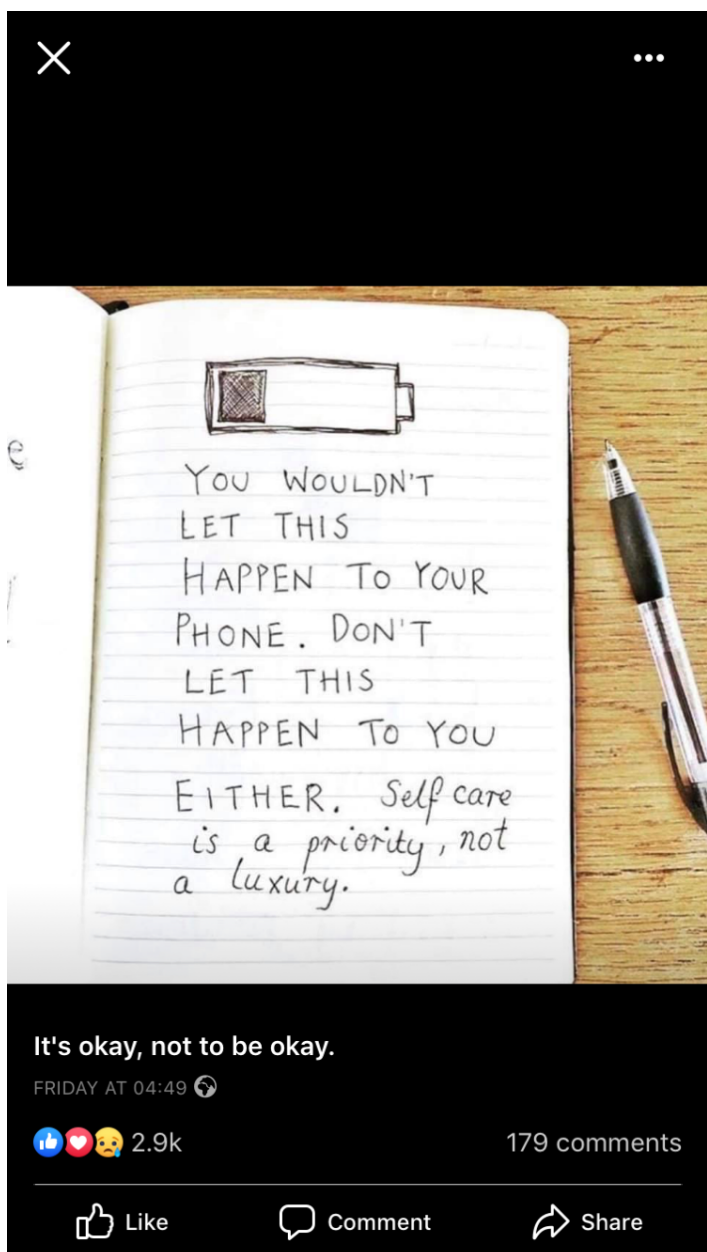 e
YOU WOULDN'T
LET THIS
HAPPEN TO YOUR
PHONE. DON'T
LET THIS
HAPPEN TO YOU
EITHER. Self care
is a priority, not
a luxury.
It's okay, not to be okay.
FRIDAY AT 04:49
2.9k
179 comments
Like
Comment
Share